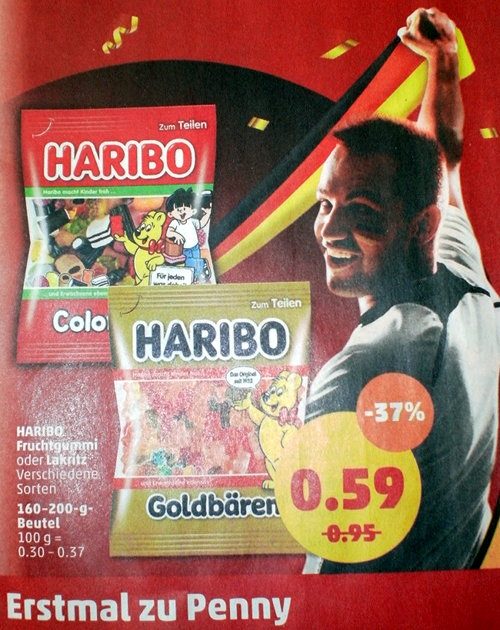 Zum Teilen
HARIBO
Haribo macht Kinder froh ...
Für jeden
... und Erwachsene eben
Colo
Zum Teilen
HARIBO
Das Original
seit 1922
Goldbären
HARIBO
Fruchtgummi
oder Lakritz
Verschiedene
Sorten
160–200-g-
Beutel
100 g =
0.30 – 0.37
-37%
0.59
0.95
Erstmal zu Penny